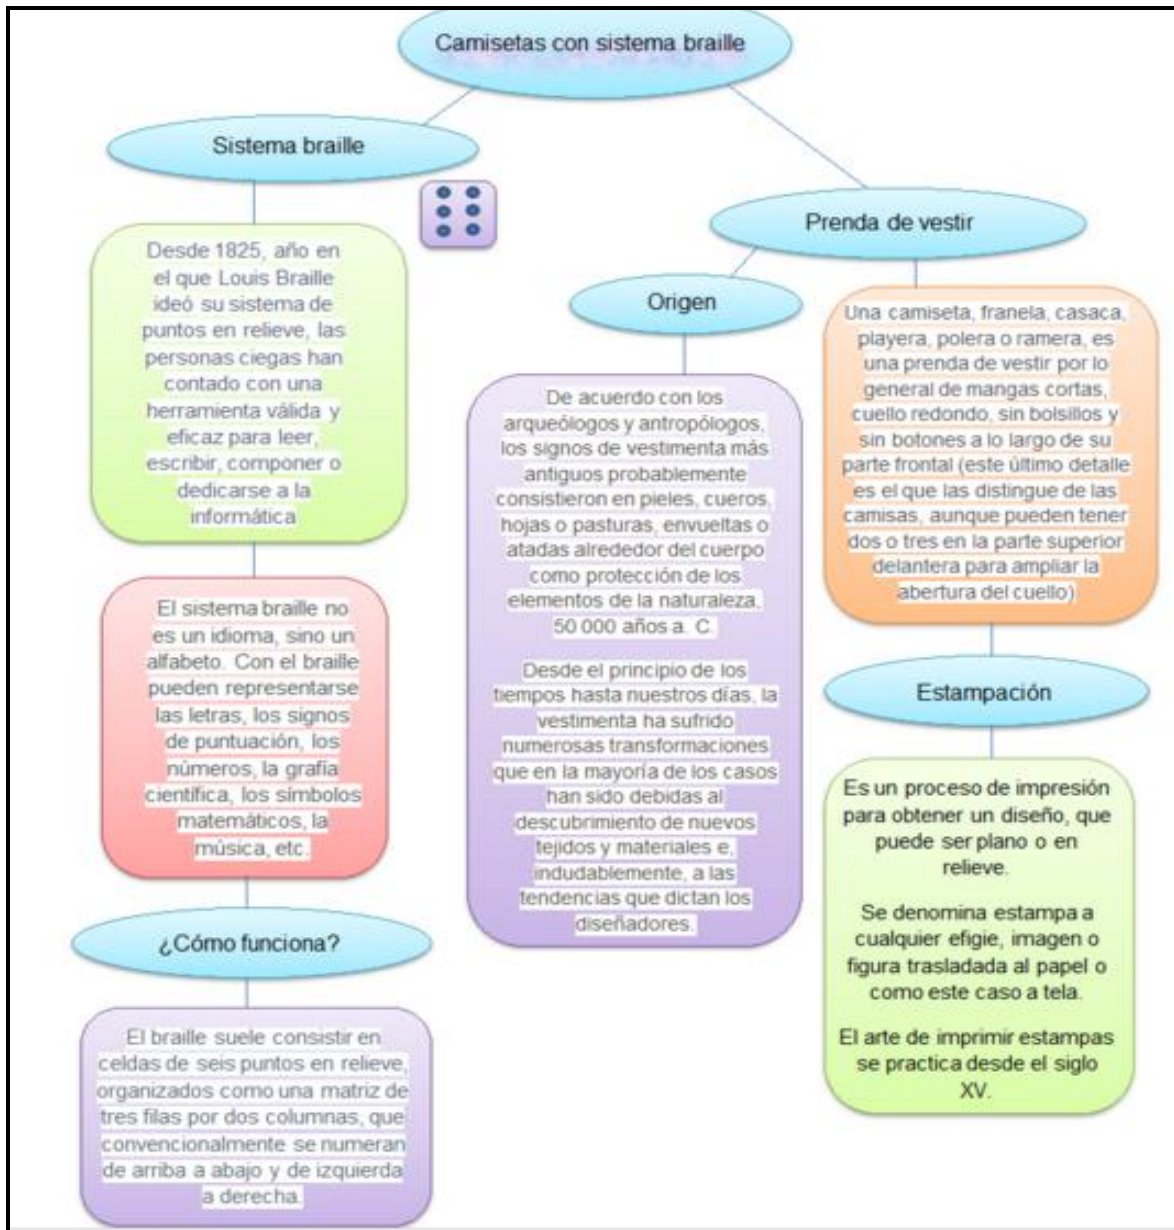 Camisetas con sistema braille
Sistema braille
Desde 1825, año en
el que Louis Braille
ideó su sistema de
puntos en relieve, las
personas ciegas han
contado con una
herramienta válida y
eficaz para leer,
escribir, componer o
dedicarse a la
informática
El sistema braille no
es un idioma, sino un
alfabeto. Con el braille
pueden representarse
las letras, los signos
de puntuación, los
números, la grafía
científica, los símbolos
matemáticos, la
música, etc.
¿Cómo funciona?
El braille suele consistir en
celdas de seis puntos en relieve,
organizados como una matriz de
tres filas por dos columnas, que
convencionalmente se numeran
de arriba a abajo y de izquierda
a derecha.
Prenda de vestir
Origen
De acuerdo con los
arqueólogos y antropólogos,
los signos de vestimenta más
antiguos probablemente
consistieron en pieles, cueros,
hojas o pasturas, envueltas o
atadas alrededor del cuerpo
como protección de los
elementos de la naturaleza,
50 000 años a. C.
Desde el principio de los
tiempos hasta nuestros días, la
vestimenta ha sufrido
numerosas transformaciones
que en la mayoría de los casos
han sido debidas al
descubrimiento de nuevos
tejidos y materiales e,
indudablemente, a las
tendencias que dictan los
diseñadores.
Una camiseta, franela, casaca,
playera, polera o ramera, es
una prenda de vestir por lo
general de mangas cortas,
cuello redondo, sin bolsillos y
sin botones a lo largo de su
parte frontal (este último detalle
es el que las distingue de las
camisas, aunque pueden tener
dos o tres en la parte superior
delantera para ampliar la
abertura del cuello)
Estampación
Es un proceso de impresión
para obtener un diseño, que
puede ser plano o en
relieve.
Se denomina estampa a
cualquier efigie, imagen o
figura trasladada al papel o
como este caso a tela.
El arte de imprimir estampas
se practica desde el siglo
XV.